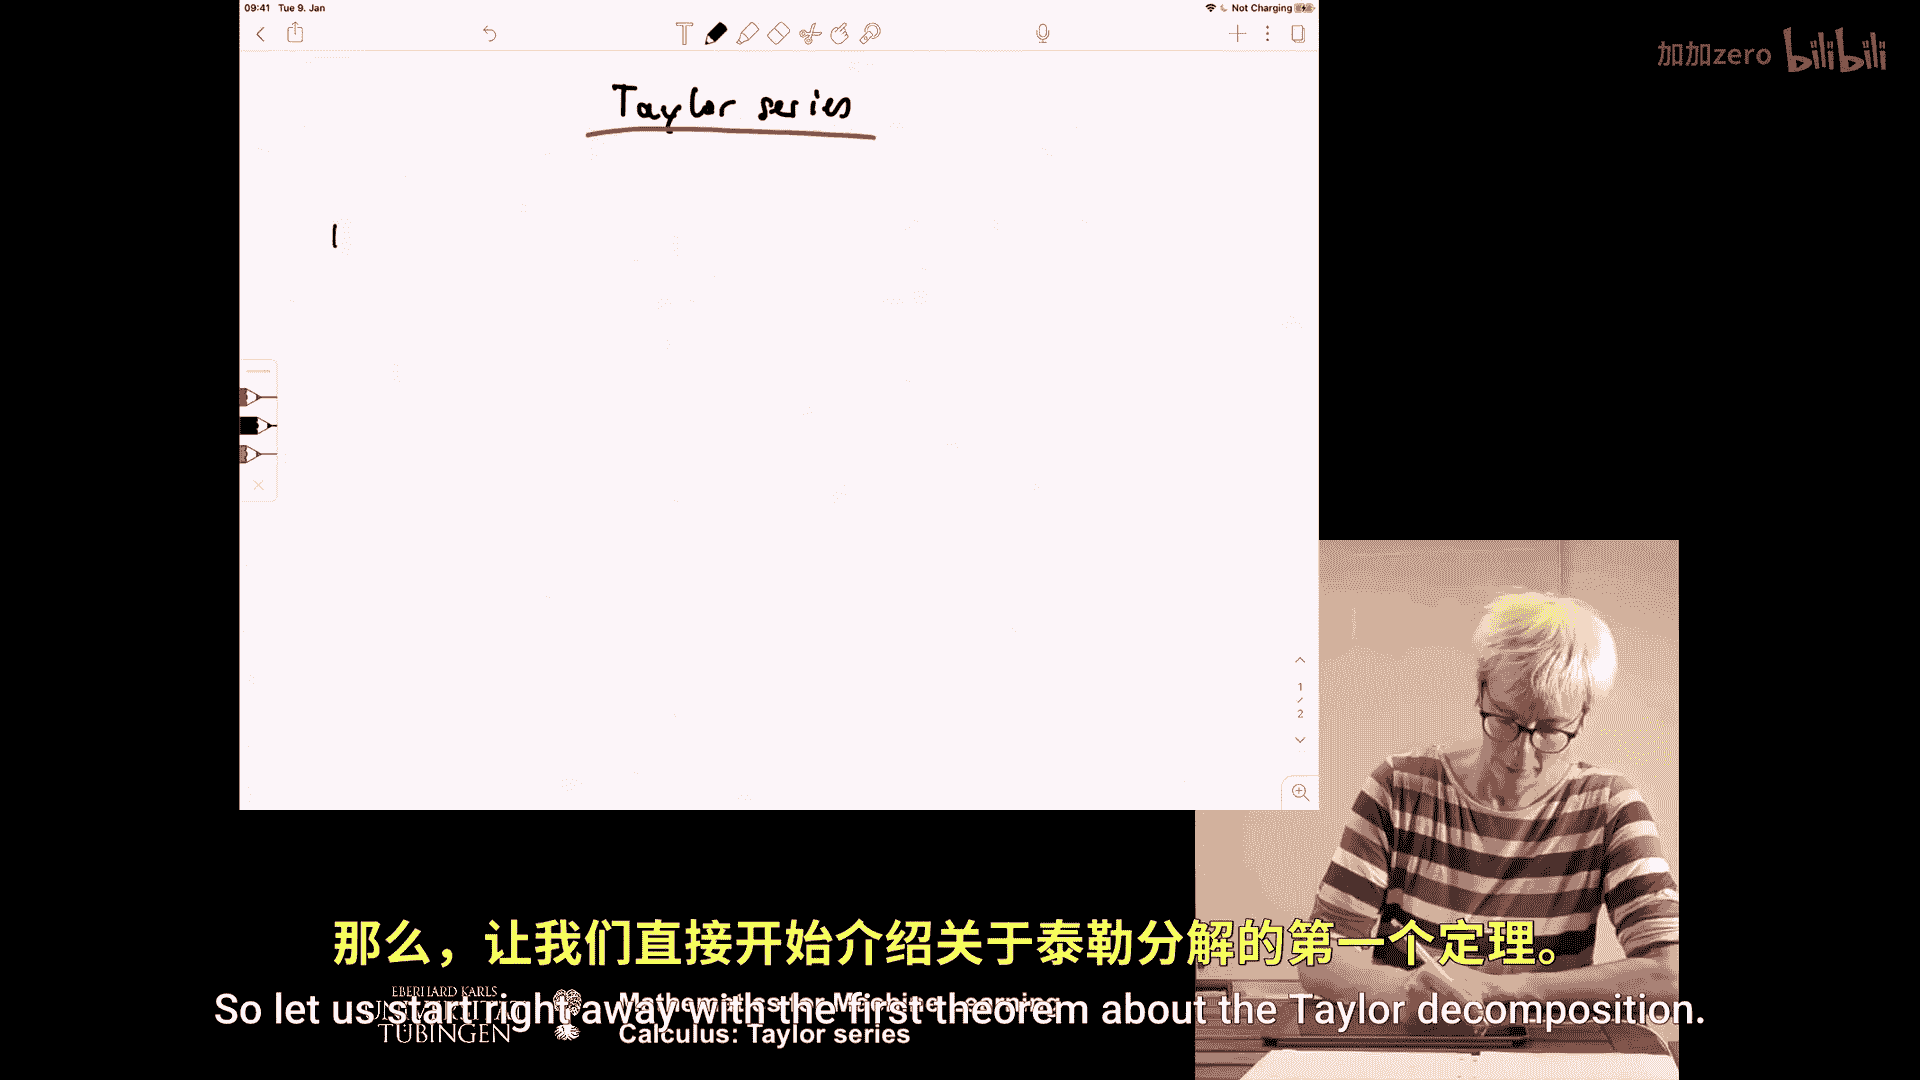 09:41 Tue 9. Jan
Not Charging
加加zero bilibili
Taylor series
1
/
2
那么，让我们直接开始介绍关于泰勒分解的第一个定理。
So let us start right away with the first theorem about the Taylor decomposition.
EBERHARD KARLS
UNIVERSITÄT
TÜBINGEN
Mathematics for Machine Learning
Calculus: Taylor series